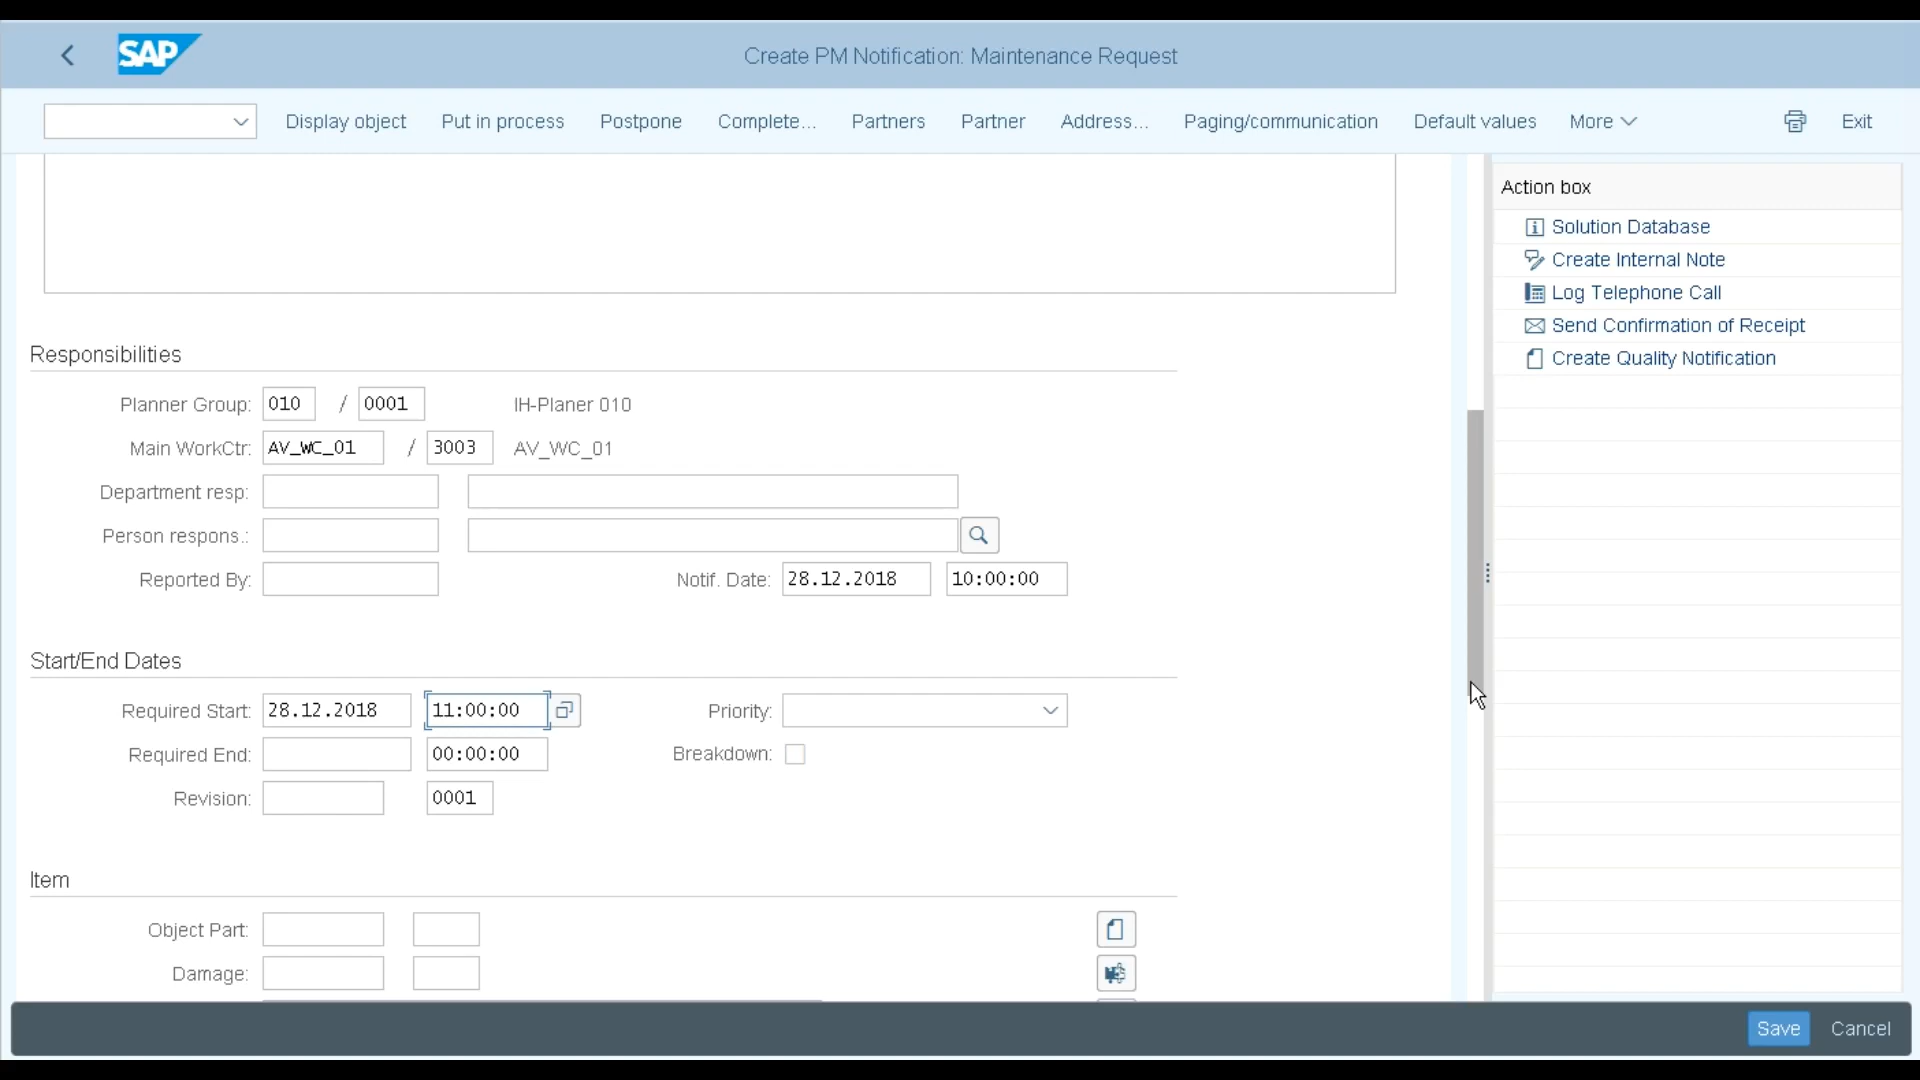 SAP
Create PM Notification: Maintenance Request
Display object Put in process Postpone Complete... Partners Partner Address... Paging/communication Default values More Exit
Action box
Solution Database
Create Internal Note
Log Telephone Call
Send Confirmation of Receipt
Create Quality Notification
Responsibilities
Planner Group: 010 / 0001 IH-Planer 010
Main WorkCtr: AV_WC_01 / 3003 AV_WC_01
Department resp:
Person respons.:
Reported By: Notif. Date: 28.12.2018 10:00:00
Start/End Dates
Required Start: 28.12.2018 11:00:00 Priority:
Required End: 00:00:00 Breakdown:
Revision: 0001
Item
Object Part:
Damage:
Save Cancel